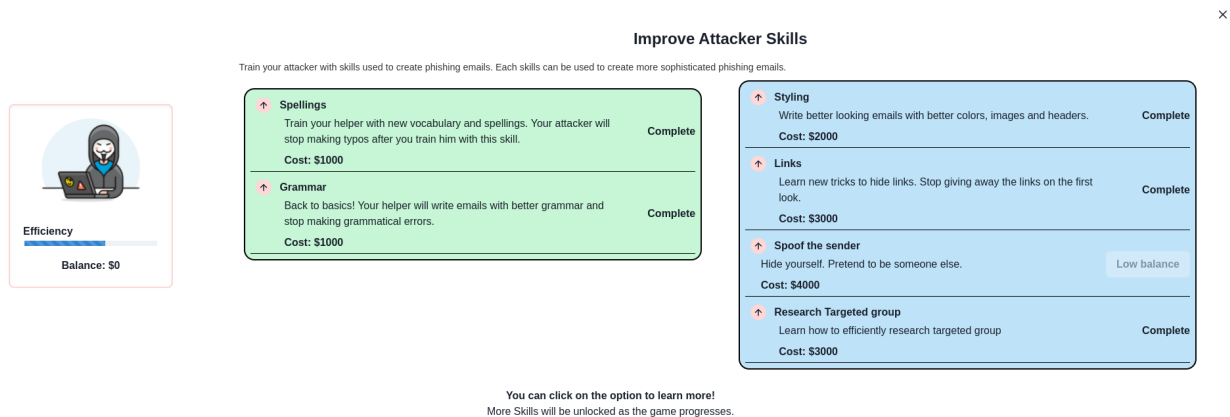 Improve Attacker Skills
Train your attacker with skills used to create phishing emails. Each skills can be used to create more sophisticated phishing emails.
Efficiency
Balance: $0
Spellings
Train your helper with new vocabulary and spellings. Your attacker will
stop making typos after you train him with this skill.
Complete
Cost: $1000
Grammar
Back to basics! Your helper will write emails with better grammar and
stop making grammatical errors.
Complete
Cost: $1000
Styling
Write better looking emails with better colors, images and headers.
Complete
Cost: $2000
Links
Learn new tricks to hide links. Stop giving away the links on the first
look.
Complete
Cost: $3000
Spoof the sender
Hide yourself. Pretend to be someone else.
Low balance
Cost: $4000
Research Targeted group
Learn how to efficiently research targeted group
Complete
Cost: $3000
You can click on the option to learn more!
More Skills will be unlocked as the game progresses.